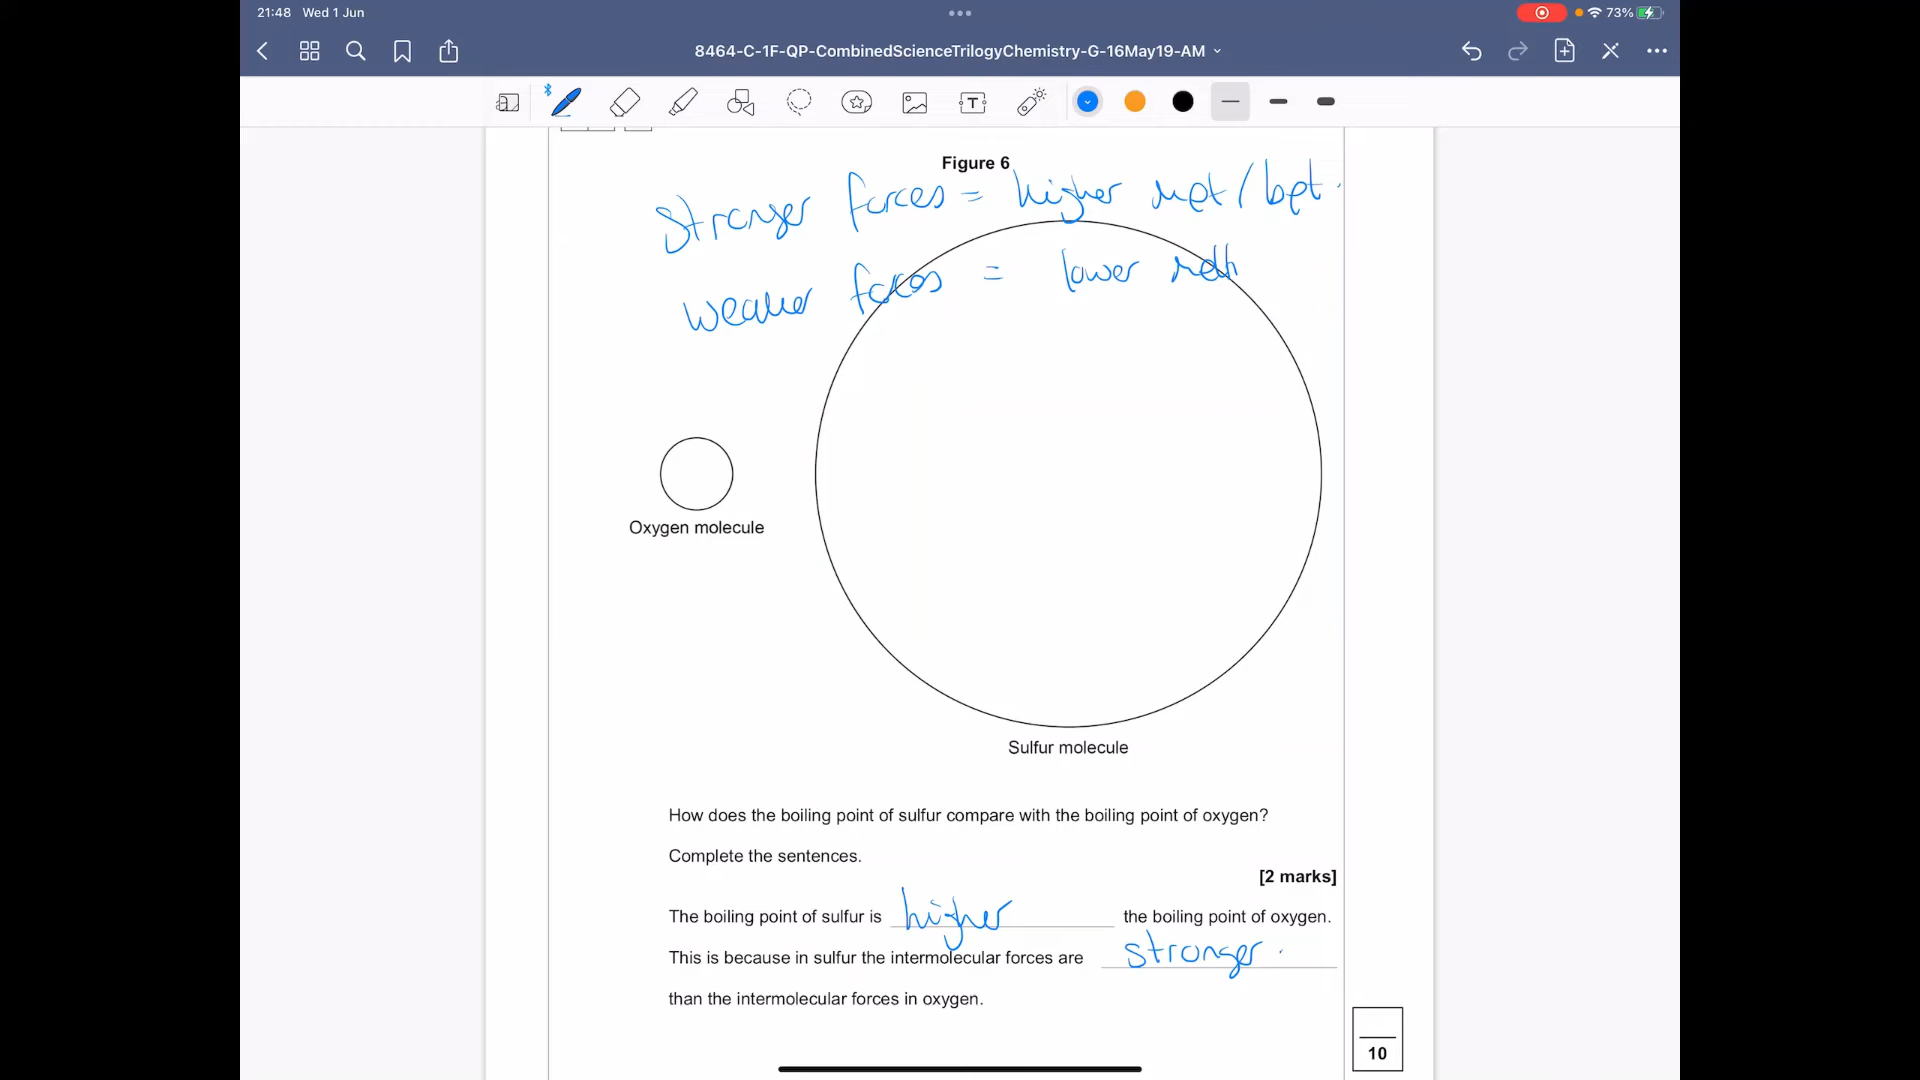 21:48 Wed 1 Jun
73%
8464-C-1F-QP-CombinedScienceTrilogyChemistry-G-16May19-AM
T
Figure 6
Stronger forces = higher mpt / bpt.
weaker forces = lower
Oxygen molecule
Sulfur molecule
How does the boiling point of sulfur compare with the boiling point of oxygen?
Complete the sentences.
[2 marks]
The boiling point of sulfur is higher the boiling point of oxygen.
This is because in sulfur the intermolecular forces are stronger.
than the intermolecular forces in oxygen.
10